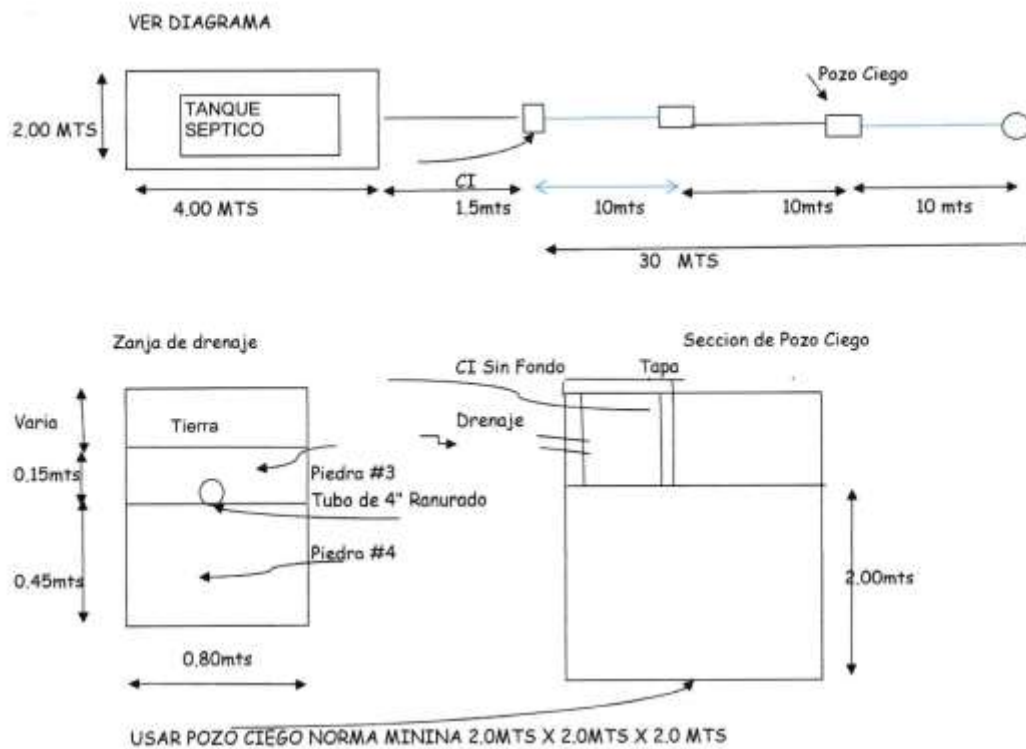 VER DIAGRAMA
Pozo Ciego
TANQUE
SEPTICO
2.00 MTS
CI
4.00 MTS
1.5mts
10mts
10mts
10 mts
30 MTS
Zanja de drenaje
Seccion de Pozo Ciego
CI Sin Fondo
Tapa
Varia
Tierra
Drenaje
0.15mts
Piedra #3
Tubo de 4" Ranurado
Piedra #4
0.45mts
2.00mts
0.80mts
USAR POZO CIEGO NORMA MININA 2.0MTS X 2.0MTS X 2.0 MTS